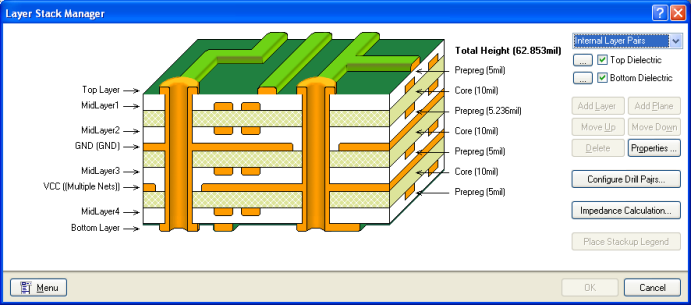 Layer Stack Manager
Total Height (62.853mil)
Top Layer
MidLayer1
MidLayer2
GND (GND)
MidLayer3
VCC ((Multiple Nets))
MidLayer4
Bottom Layer
Prepreg (5mil)
Core (10mil)
Prepreg (5.236mil)
Core (10mil)
Prepreg (5mil)
Core (10mil)
Prepreg (5mil)
Internal Layer Pairs
... Top Dielectric
... Bottom Dielectric
Add Layer Add Plane
Move Up Move Down
Delete Properties ...
Configure Drill Pairs...
Impedance Calculation...
Place Stackup Legend
Menu OK Cancel